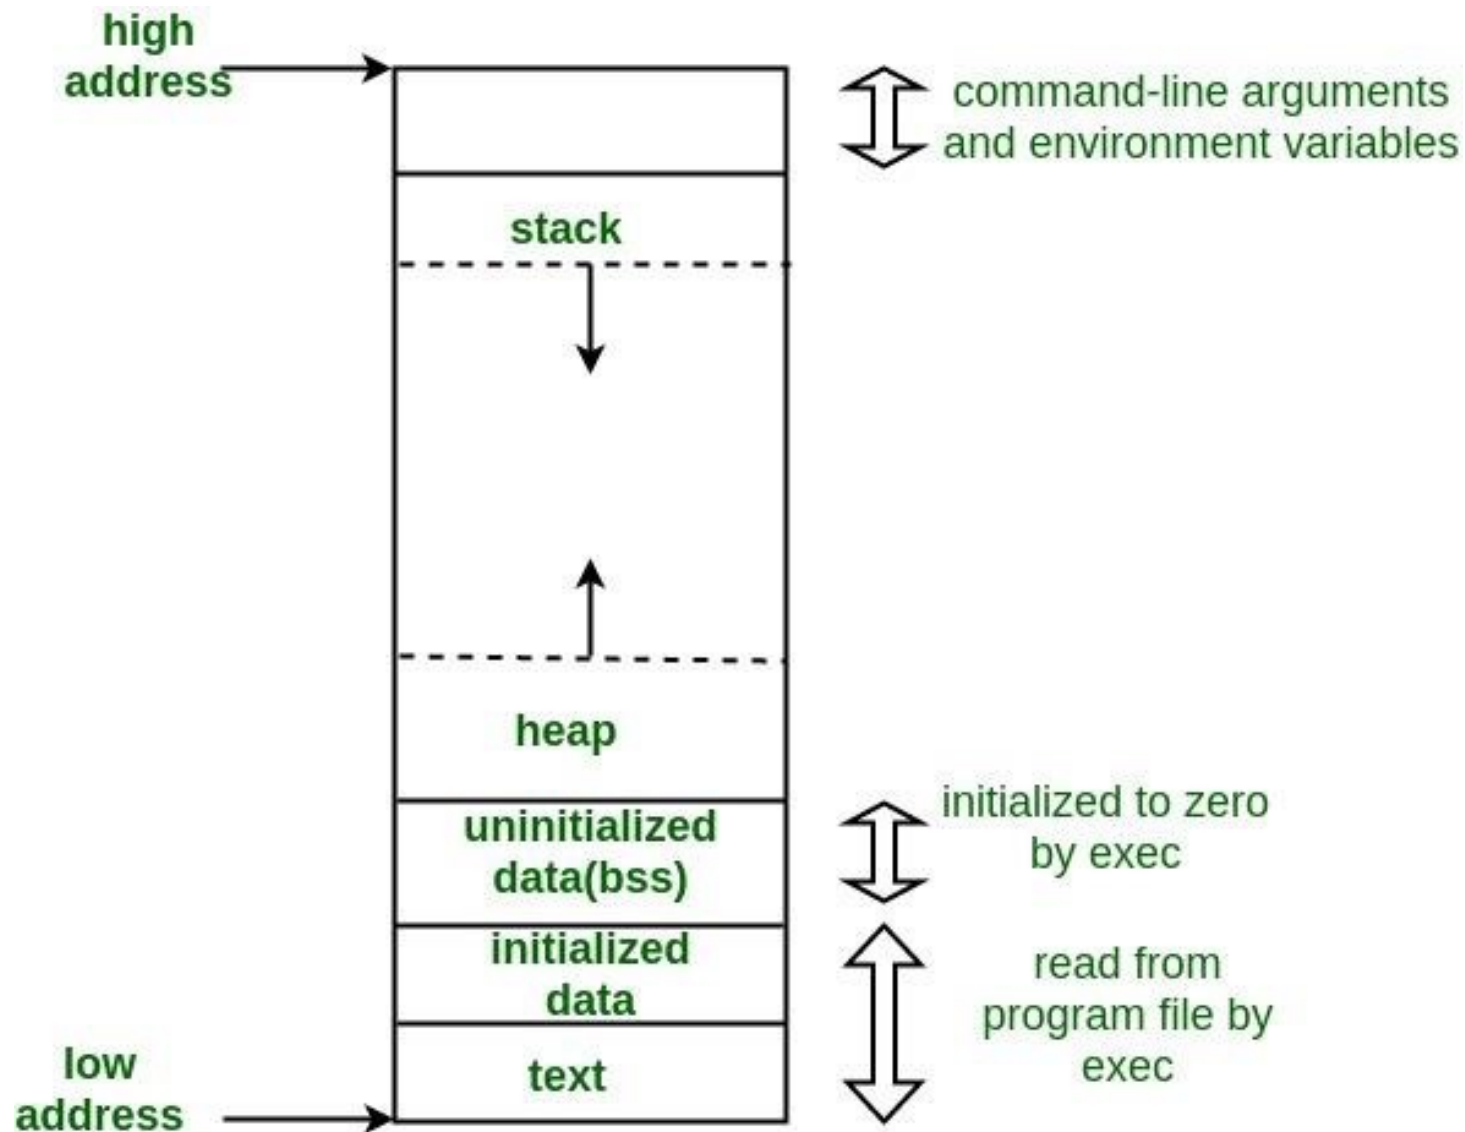 high
address
command-line arguments
and environment variables
stack
heap
uninitialized
data(bss)
initialized to zero
by exec
initialized
data
read from
program file by
exec
text
low
address